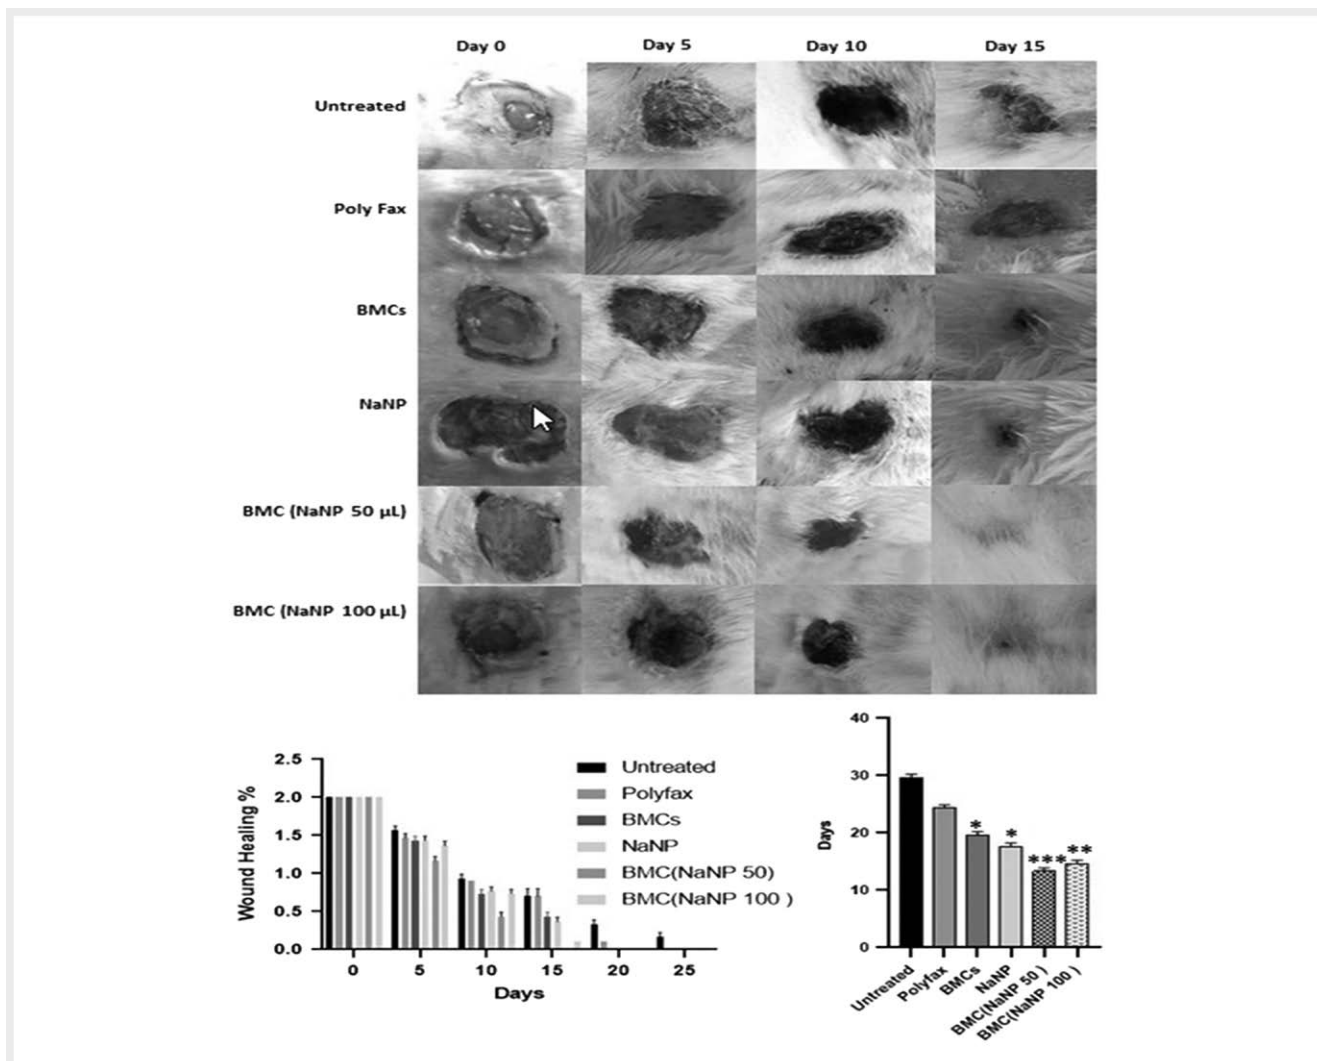 Day 0 Day 5 Day 10 Day 15
Untreated
Poly Fax
BMCs
NaNP
BMC (NaNP 50 µL)
BMC (NaNP 100 µL)
Wound Healing %
2.5
2.0
1.5
1.0
0.5
0.0
0 5 10 15 20 25
Days
Untreated
Polyfax
BMCs
NaNP
BMC(NaNP 50)
BMC(NaNP 100 )
Days
40
30
20
10
0
* * *** **
Untreated
Polyfax
BMCs
NaNP
BMC(NaNP 50 )
BMC(NaNP 100 )